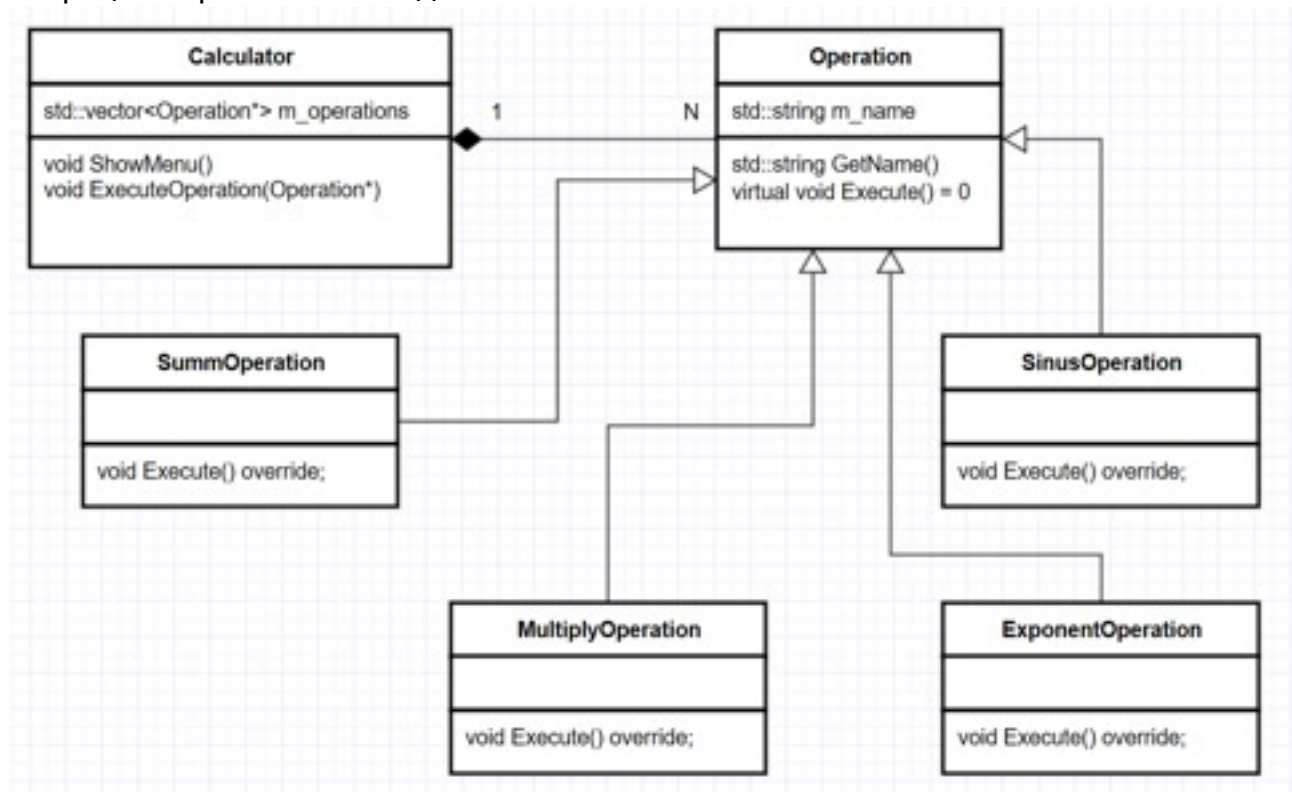 Calculator
std::vector<Operation*> m_operations
void ShowMenu()
void ExecuteOperation(Operation*)
1
N
Operation
std::string m_name
std::string GetName()
virtual void Execute() = 0
SummOperation
void Execute() override;
SinusOperation
void Execute() override;
MultiplyOperation
void Execute() override;
ExponentOperation
void Execute() override;